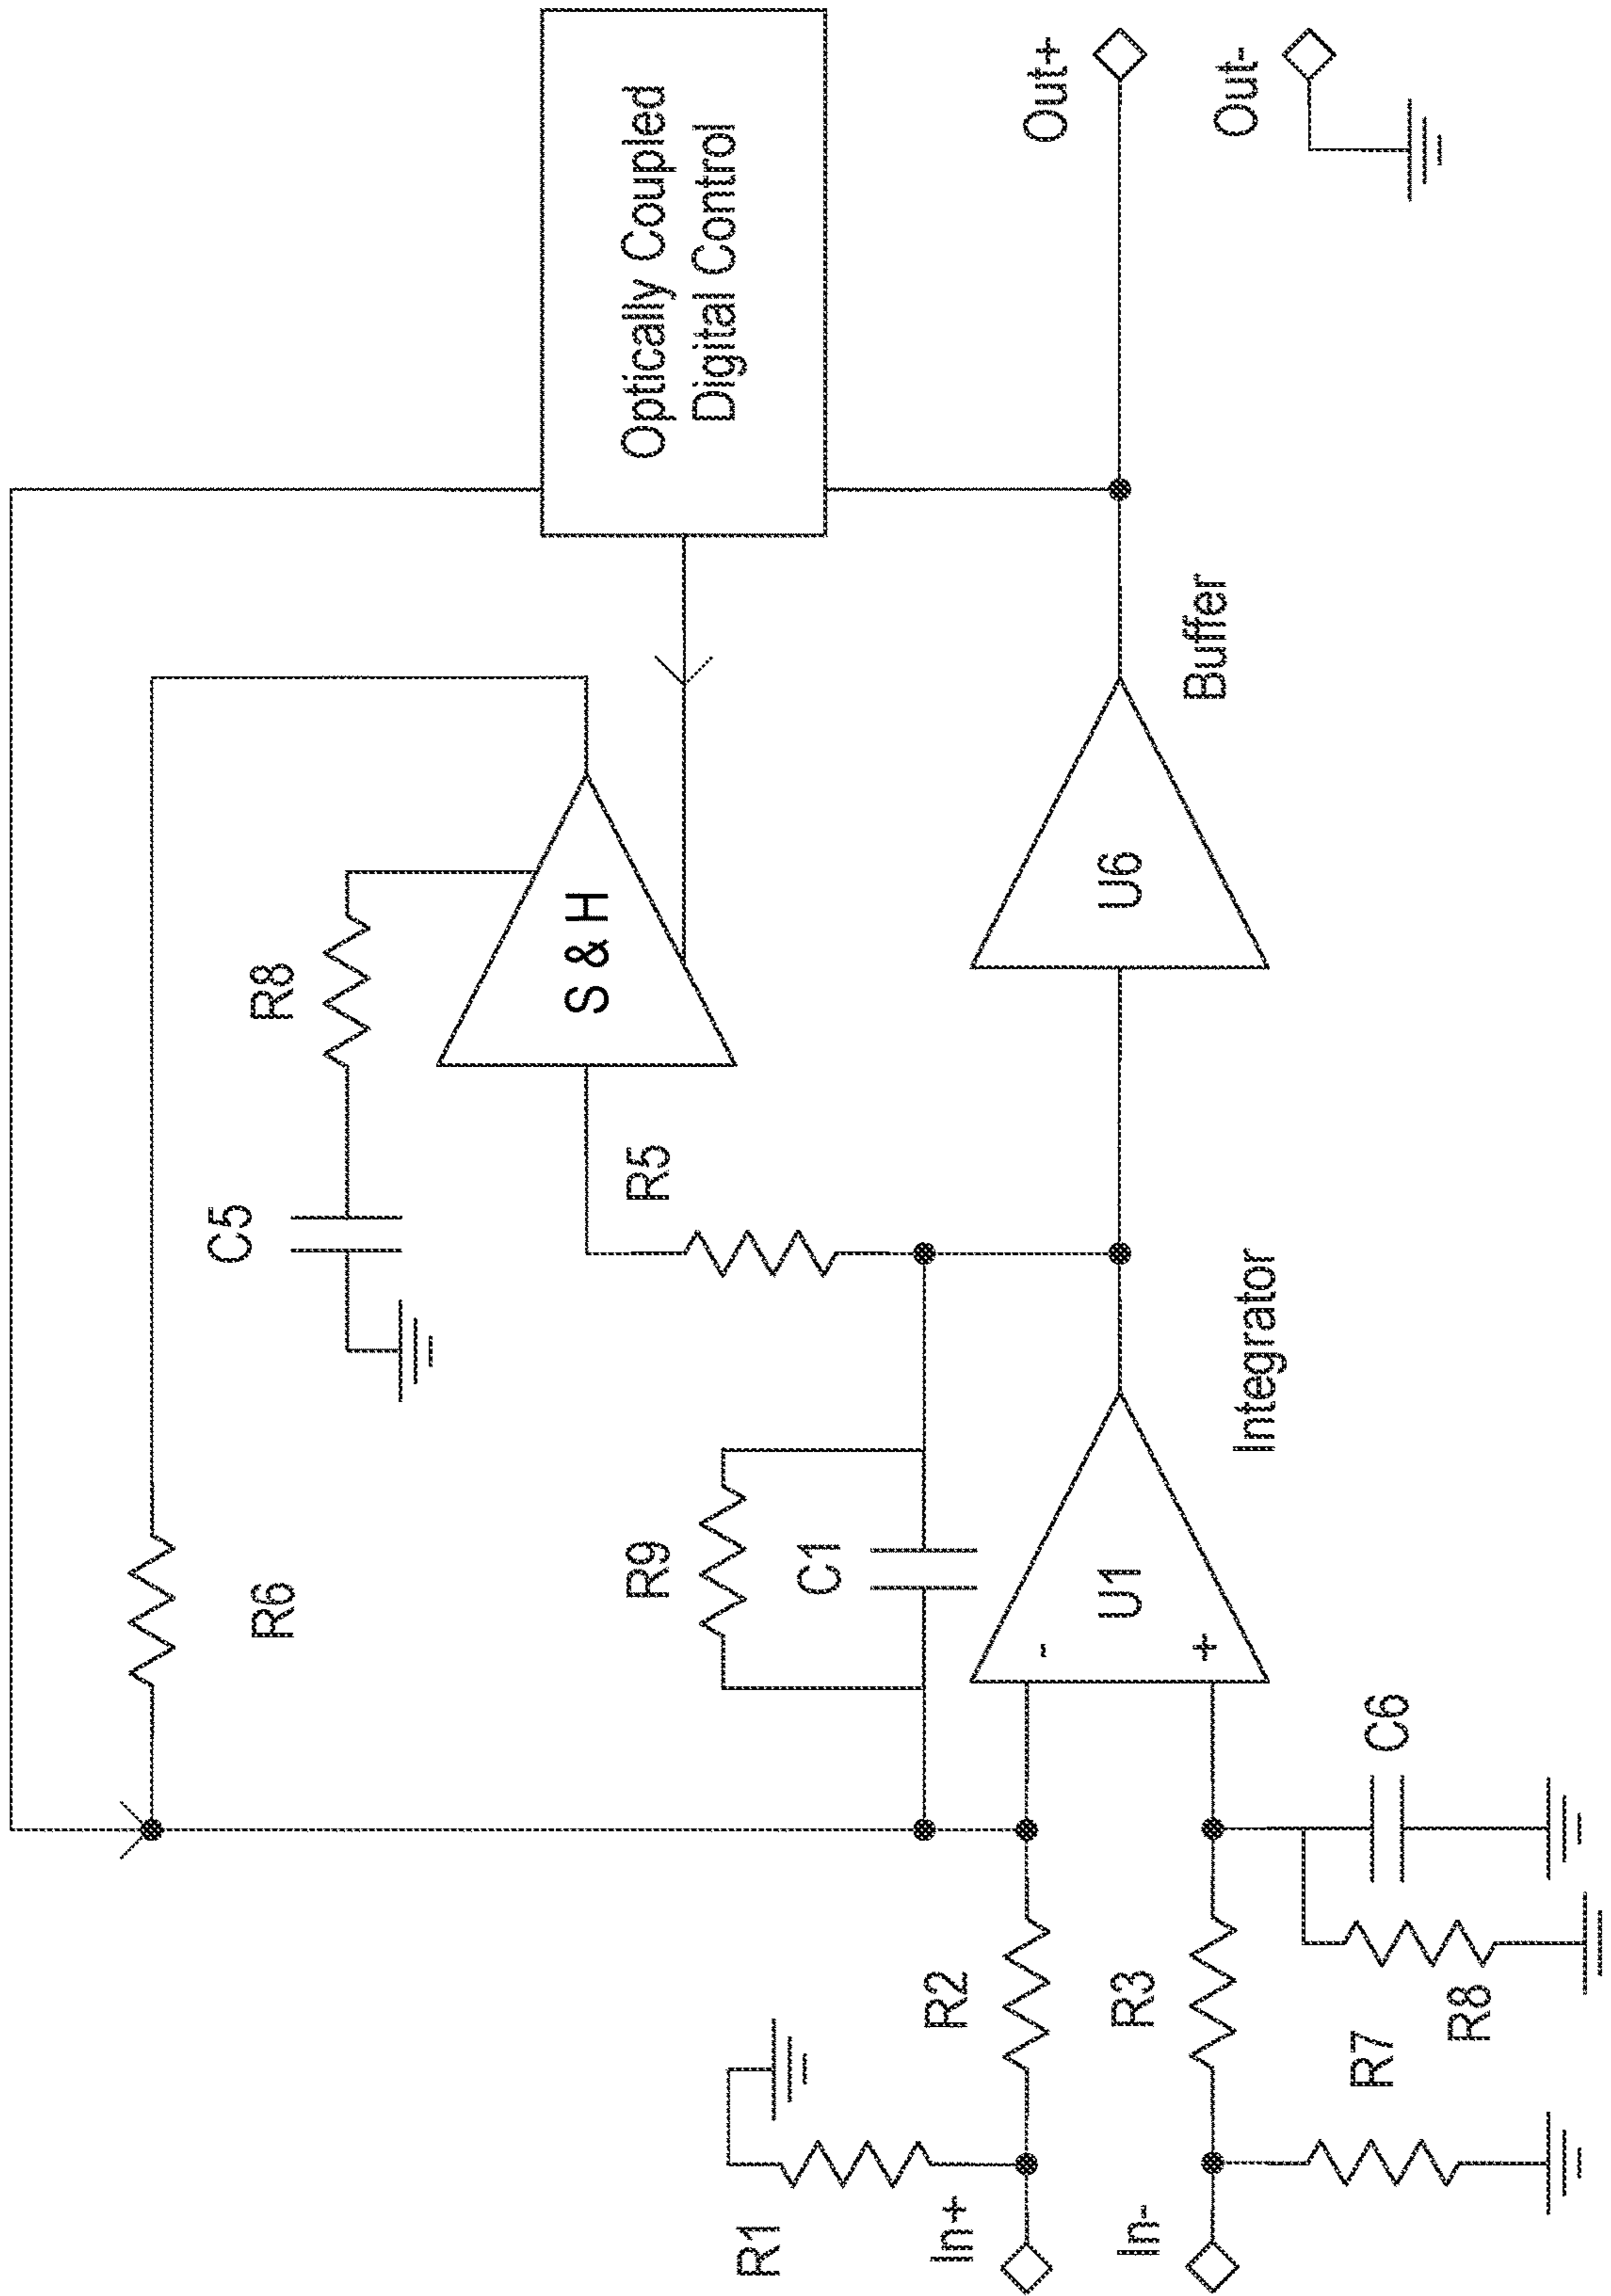 Optically Coupled
Digital Control
R6
C5
R8
S & H
R5
R9
C1
R1
In+
R2
-
U1
+
Integrator
U6
Buffer
Out+
Out-
In-
R3
R7
R8
C6